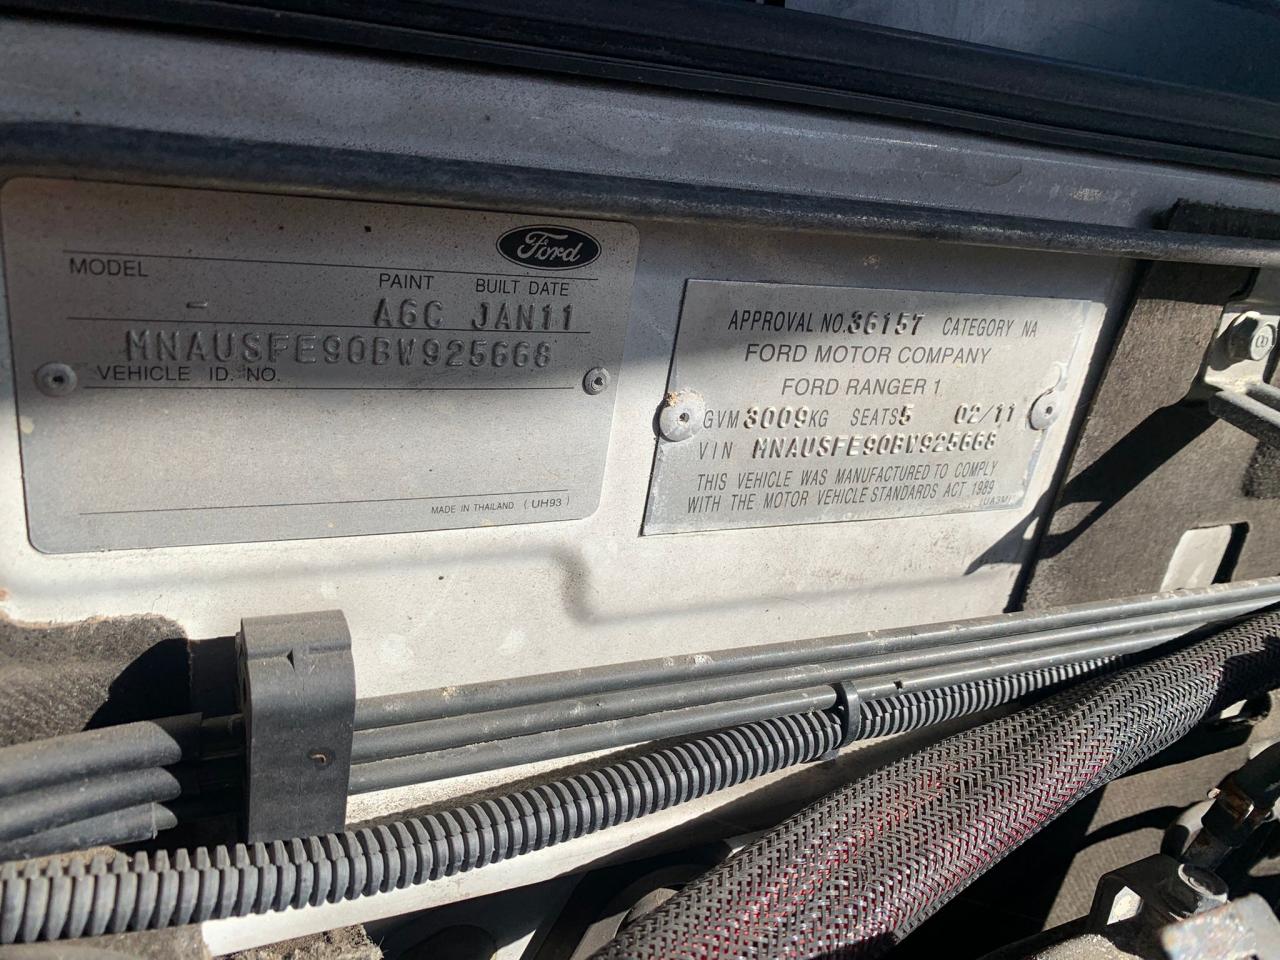 Ford
MODEL
PAINT BUILT DATE
- A6C JAN11
MNAUSFE90BW925668
VEHICLE ID. NO.
MADE IN THAILAND (UH93)
APPROVAL NO. 36157 CATEGORY NA
FORD MOTOR COMPANY
FORD RANGER 1
GVM 3009KG SEATS 5 02/11
VIN MNAUSFE90BW925668
THIS VEHICLE WAS MANUFACTURED TO COMPLY
WITH THE MOTOR VEHICLE STANDARDS ACT 1989